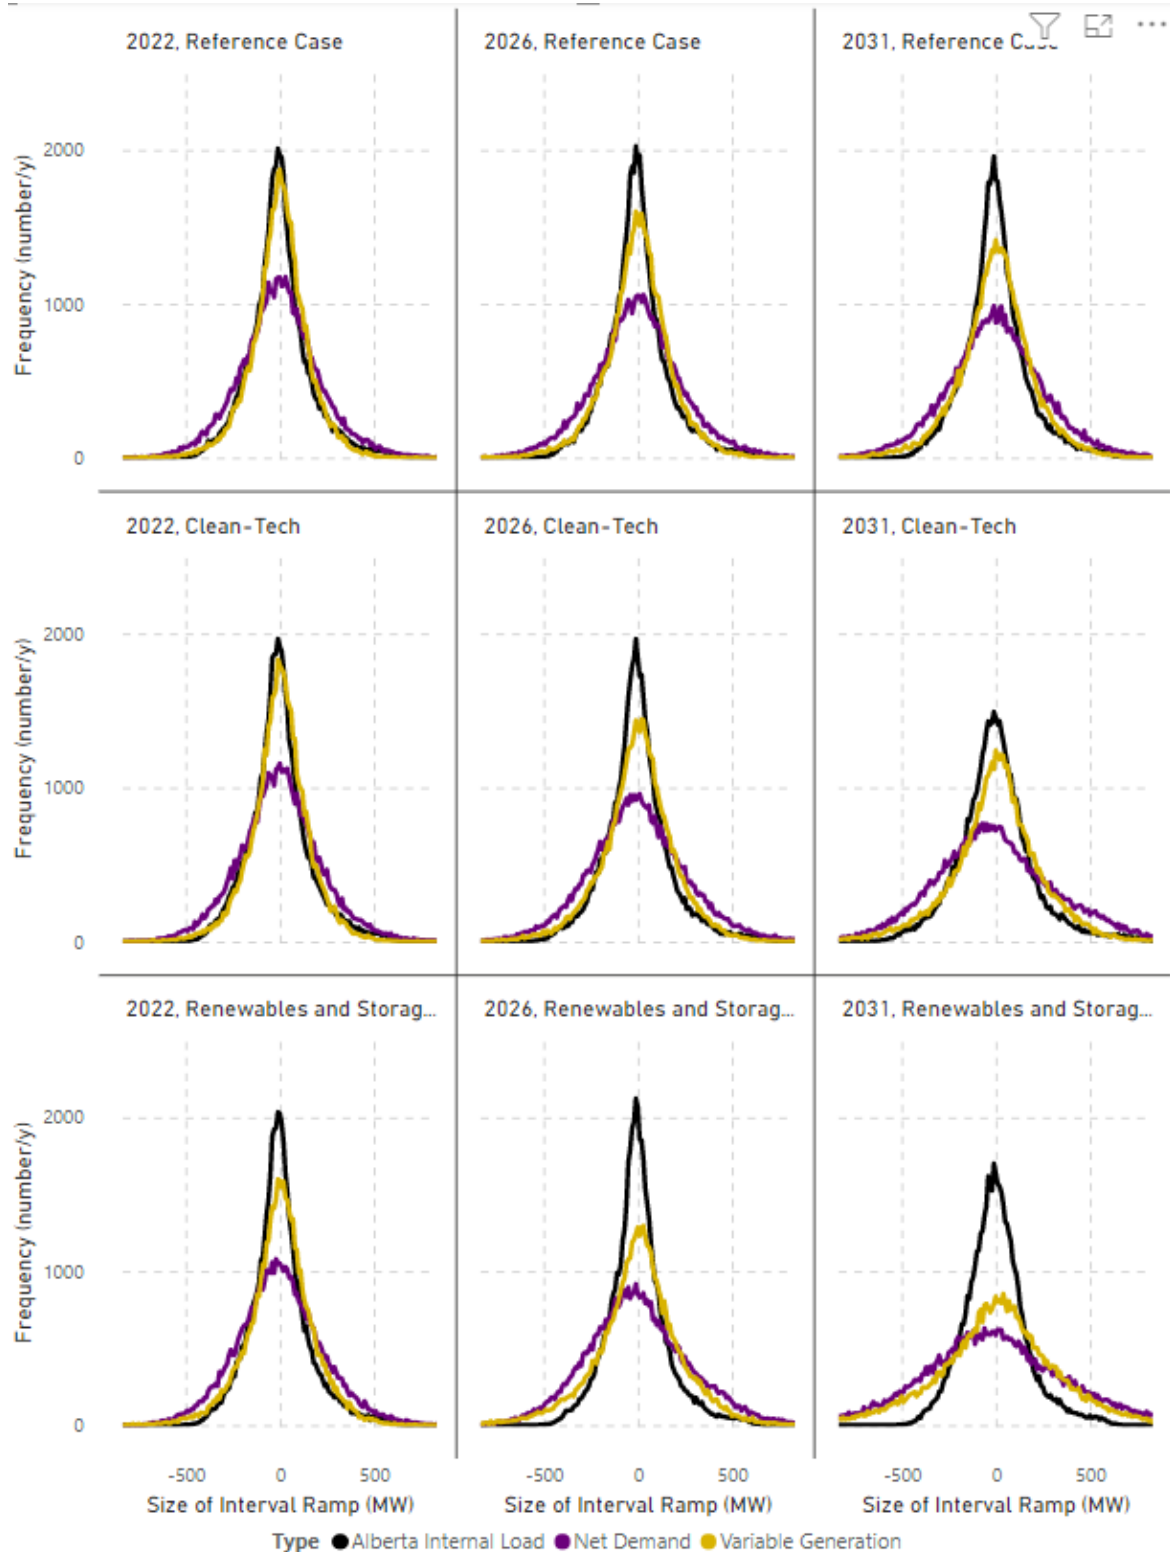 2022, Reference Case
2026, Reference Case
2031, Reference Case
Frequency (number/y)
2000
1000
0
2022, Clean-Tech
2026, Clean-Tech
2031, Clean-Tech
Frequency (number/y)
2000
1000
0
2022, Renewables and Storag...
2026, Renewables and Storag...
2031, Renewables and Storag...
Frequency (number/y)
2000
1000
0
-500 0 500
-500 0 500
-500 0 500
Size of Interval Ramp (MW)
Size of Interval Ramp (MW)
Size of Interval Ramp (MW)
Type Alberta Internal Load Net Demand Variable Generation